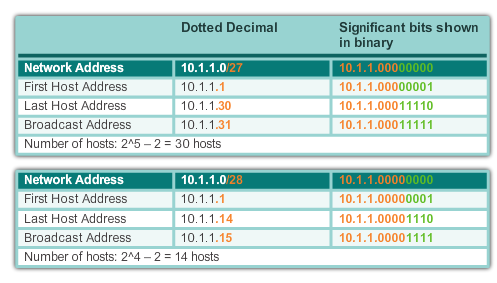 Dotted Decimal Significant bits shown
in binary
Network Address 10.1.1.0/27 10.1.1.00000000
First Host Address 10.1.1.1 10.1.1.00000001
Last Host Address 10.1.1.30 10.1.1.00011110
Broadcast Address 10.1.1.31 10.1.1.00011111
Number of hosts: 2^5 – 2 = 30 hosts
Network Address 10.1.1.0/28 10.1.1.00000000
First Host Address 10.1.1.1 10.1.1.00000001
Last Host Address 10.1.1.14 10.1.1.00001110
Broadcast Address 10.1.1.15 10.1.1.00001111
Number of hosts: 2^4 – 2 = 14 hosts